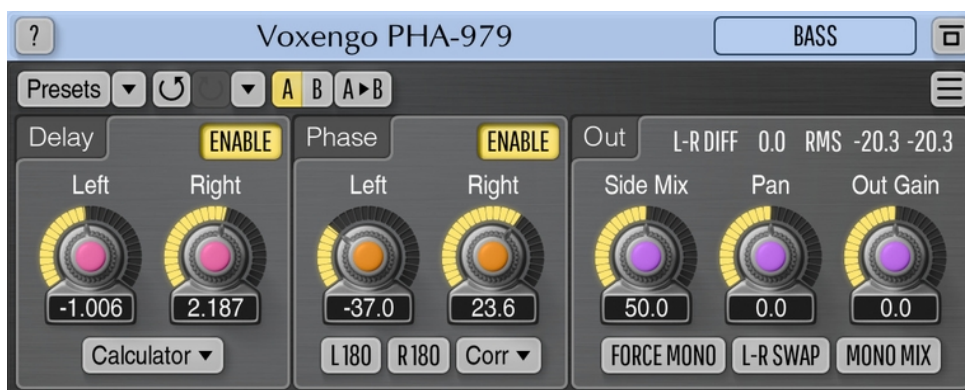 ? Voxengo PHA-979 BASS
Presets A B A▶B
Delay ENABLE Phase ENABLE Out L-R DIFF 0.0 RMS -20.3 -20.3
Left Right Left Right Side Mix Pan Out Gain
-1.006 2.187 -37.0 23.6 50.0 0.0 0.0
Calculator ▼ L180 R180 Corr ▼ FORCE MONO L-R SWAP MONO MIX